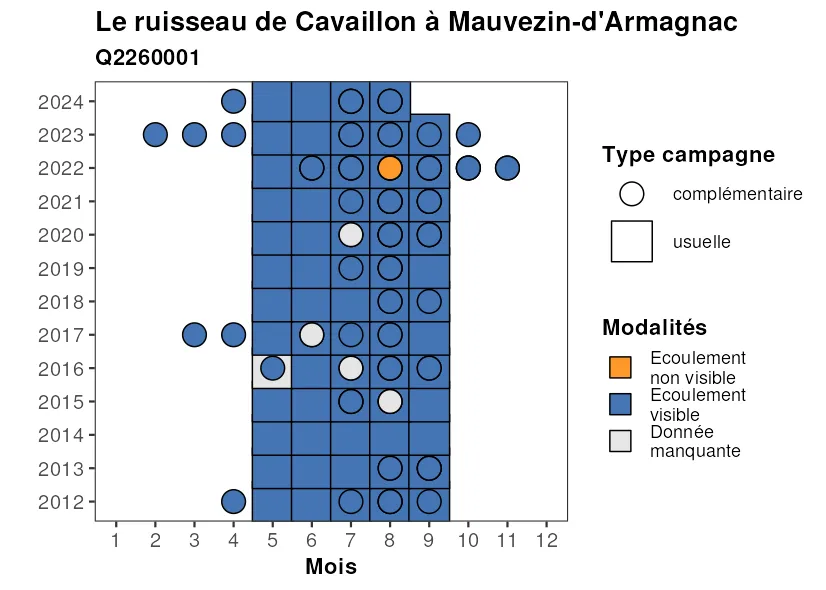 Le ruisseau de Cavaillon à Mauvezin-d'Armagnac
Q2260001
2024
2023
2022
2021
2020
2019
2018
2017
2016
2015
2014
2013
2012
1 2 3 4 5 6 7 8 9 10 11 12
Mois
Type campagne
complémentaire
usuelle
Modalités
Ecoulement
non visible
Ecoulement
visible
Donnée
manquante